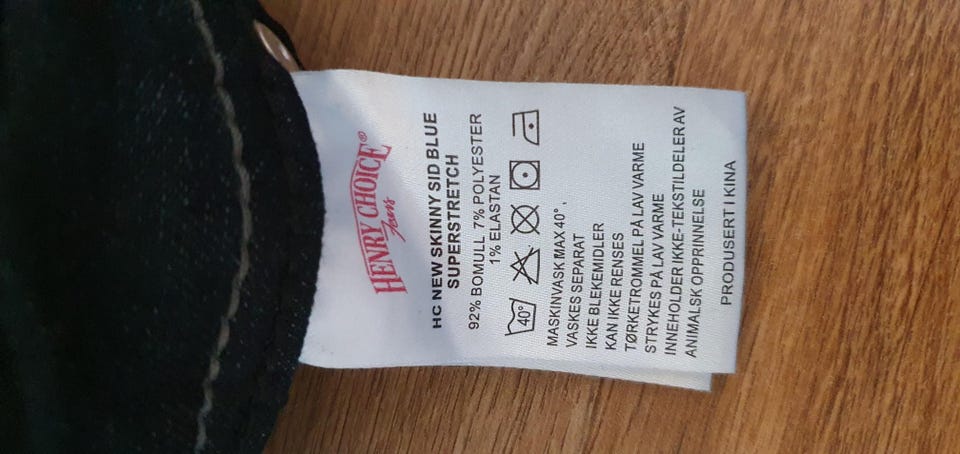 HENRY CHOICE®
Jeans
HC NEW SKINNY SID BLUE
SUPERSTRETCH
92% BOMULL 7% POLYESTER
1% ELASTAN
40°
MASKINVASK MAX 40°,
VASKES SEPARAT
IKKE BLEKEMIDLER
KAN IKKE RENSES
TØRKETROMMEL PÅ LAV VARME
STRYKES PÅ LAV VARME
INNEHOLDER IKKE-TEKSTILDELER AV
ANIMALSK OPPRINNELSE
PRODUSERT I KINA